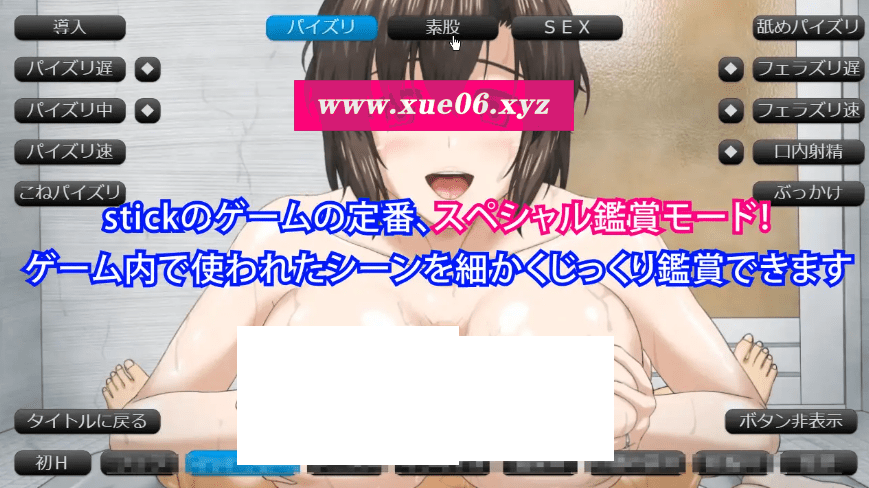 導入 パイズリ 素股 ＳＥＸ 舐めパイズリ
パイズリ遅 ◆ ◆ フェラズリ遅
www.xue06.xyz
パイズリ中 ◆ ◆ フェラズリ速
パイズリ速 ◆ 口内射精
こねパイズリ ぶっかけ
stickのゲームの定番、スペシャル鑑賞モード!
ゲーム内で使われたシーンを細かくじっくり鑑賞できます
タイトルに戻る ボタン非表示
初Ｈ